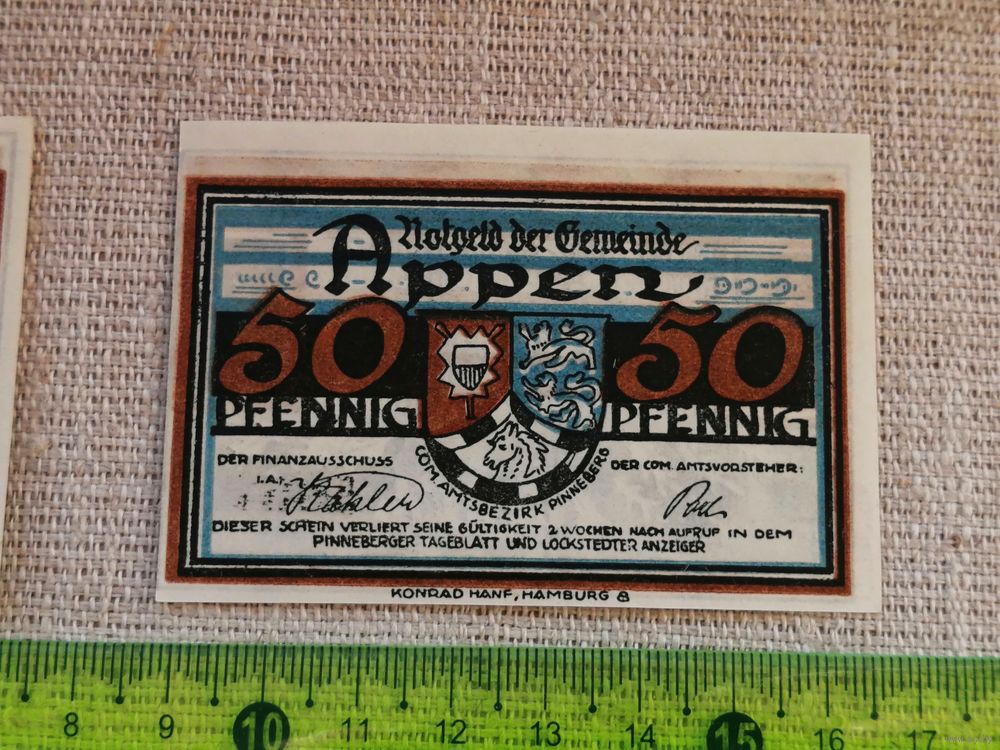 Notgeld der Gemeinde
Appen
50 50
PFENNIG PFENNIG
DER FINANZAUSSCHUSS
DER COM. AMTSVORSTEHER:
I.A.:
COM. AMTSBEZIRK PINNEBERG
DIESER SCHEIN VERLIERT SEINE GÜLTIGKEIT 2 WOCHEN NACH AUFRUF IN DEM
PINNEBERGER TAGEBLATT UND LOCKSTEDTER ANZEIGER
KONRAD HANF, HAMBURG 8
8 9 10 11 12 13 14 15 16 17